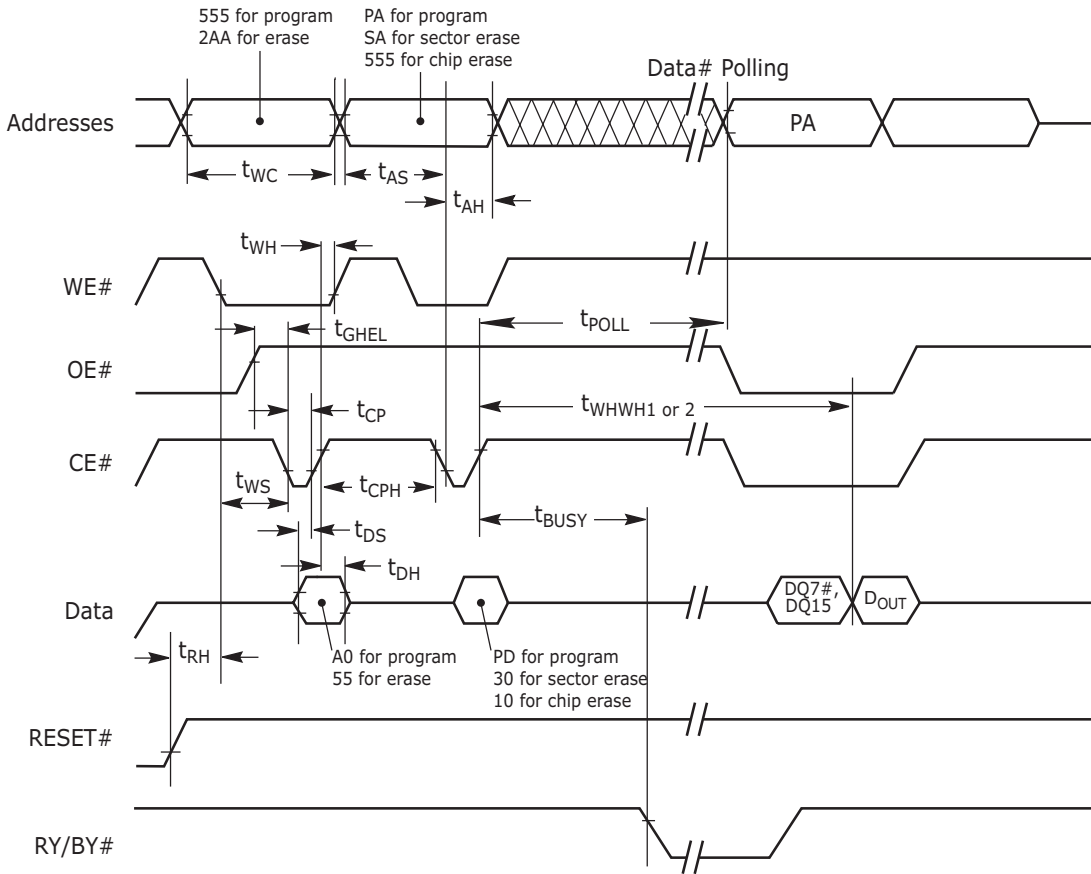 555 for program
2AA for erase
PA for program
SA for sector erase
555 for chip erase
Data# Polling
Addresses
PA
tWC
tAS
tAH
tWH
WE#
tGHEL
tPOLL
OE#
tCP
tWHWH1 or 2
CE#
tWS
tCPH
tBUSY
tDS
tDH
Data
DQ7#,
DQ15
DOUT
tRH
A0 for program
55 for erase
PD for program
30 for sector erase
10 for chip erase
RESET#
RY/BY#